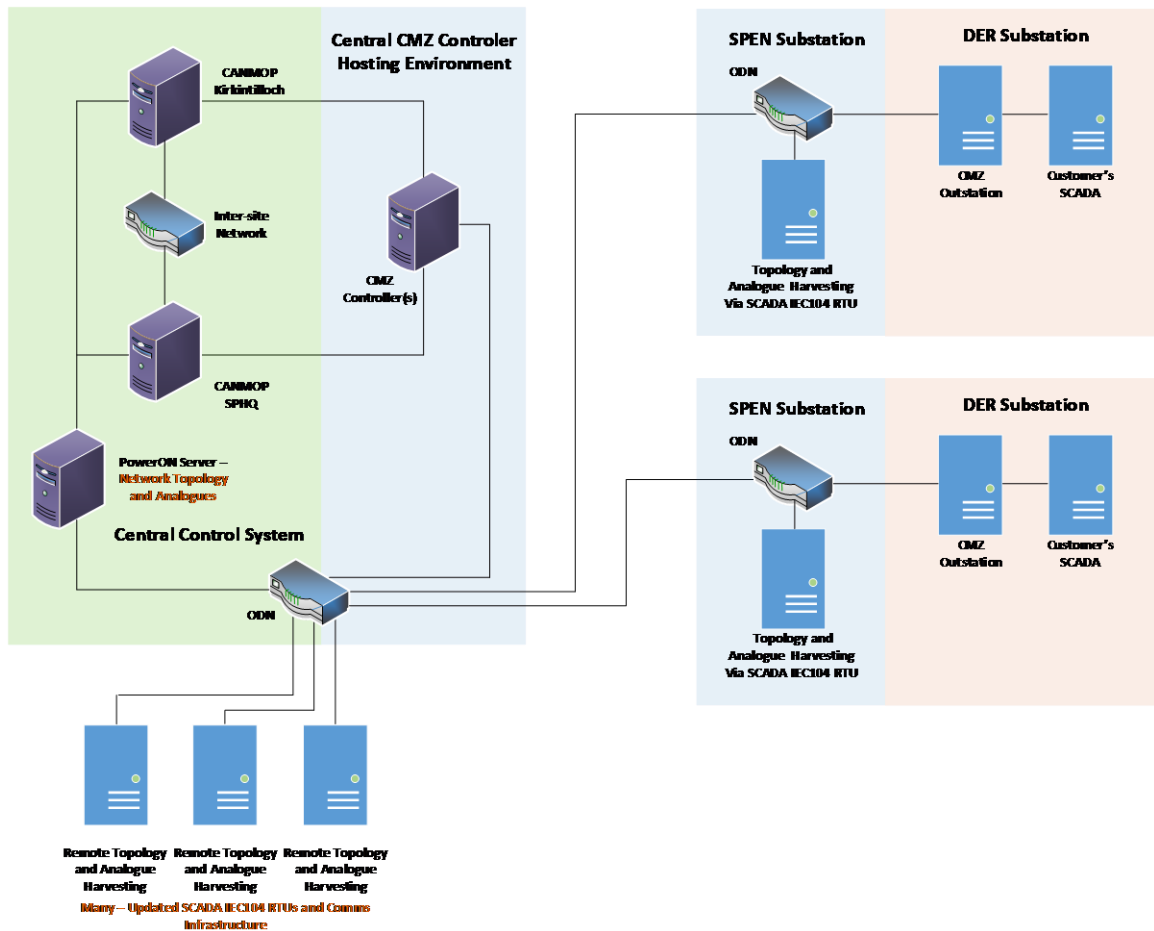 Central CMZ Controler
Hosting Environment
CANMOP
Kirkintilloch
Inter-site
Network
CMZ
Controller(s)
CANMOP
SPHQ
PowerON Server –
Network Topology
and Analogues
Central Control System
ODN
Remote Topology
and Analogue
Harvesting
Remote Topology
and Analogue
Harvesting
Remote Topology
and Analogue
Harvesting
Many – Updated SCADA IEC104 RTUs and Comms
Infrastructure
SPEN Substation
DER Substation
ODN
CMZ
Outstation
Customer's
SCADA
Topology and
Analogue Harvesting
Via SCADA IEC104 RTU
SPEN Substation
DER Substation
ODN
CMZ
Outstation
Customer's
SCADA
Topology and
Analogue Harvesting
Via SCADA IEC104 RTU